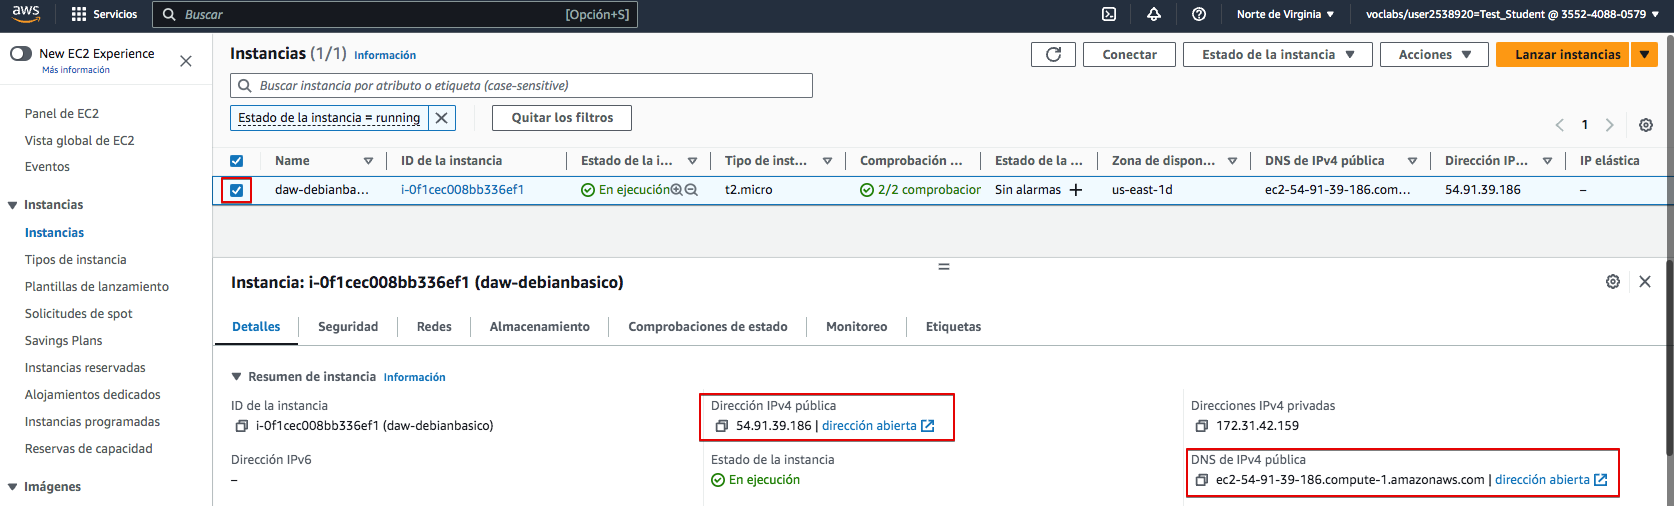 aws
Servicios
Buscar
[Opción+S]
Norte de Virginia
voclabs/user2538920=Test_Student @ 3552-4088-0579
New EC2 Experience
Más información
Panel de EC2
Vista global de EC2
Eventos
Instancias
Instancias
Tipos de instancia
Plantillas de lanzamiento
Solicitudes de spot
Savings Plans
Instancias reservadas
Alojamientos dedicados
Instancias programadas
Reservas de capacidad
Imágenes
Instancias (1/1) Información
Conectar
Estado de la instancia
Acciones
Lanzar instancias
Buscar instancia por atributo o etiqueta (case-sensitive)
Estado de la instancia = running
Quitar los filtros
1
Name
ID de la instancia
Estado de la i...
Tipo de inst...
Comprobación ...
Estado de la ...
Zona de dispon...
DNS de IPv4 pública
Dirección IP...
IP elástica
daw-debianba...
i-0f1cec008bb336ef1
En ejecución
t2.micro
2/2 comprobacior
Sin alarmas
us-east-1d
ec2-54-91-39-186.com...
54.91.39.186
–
Instancia: i-0f1cec008bb336ef1 (daw-debianbasico)
Detalles
Seguridad
Redes
Almacenamiento
Comprobaciones de estado
Monitoreo
Etiquetas
Resumen de instancia Información
ID de la instancia
i-0f1cec008bb336ef1 (daw-debianbasico)
Dirección IPv4 pública
54.91.39.186 | dirección abierta
Direcciones IPv4 privadas
172.31.42.159
Dirección IPv6
–
Estado de la instancia
En ejecución
DNS de IPv4 pública
ec2-54-91-39-186.compute-1.amazonaws.com | dirección abierta